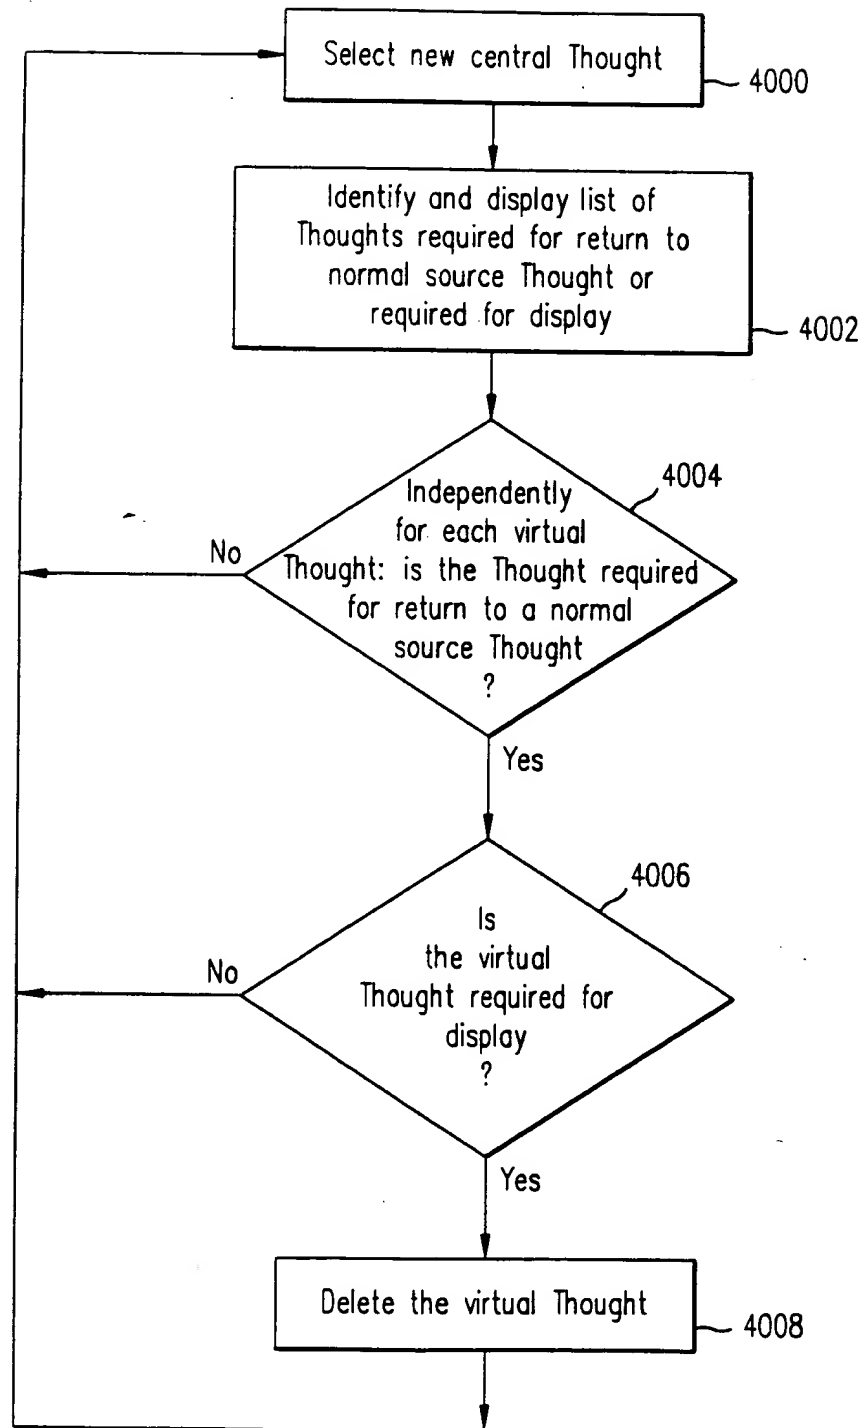 Select new central Thought
4000
Identify and display list of
Thoughts required for return to
normal source Thought or
required for display
4002
4004
Independently
for each virtual
Thought: is the Thought required
for return to a normal
source Thought
?
No
Yes
4006
Is
the virtual
Thought required for
display
?
No
Yes
Delete the virtual Thought
4008